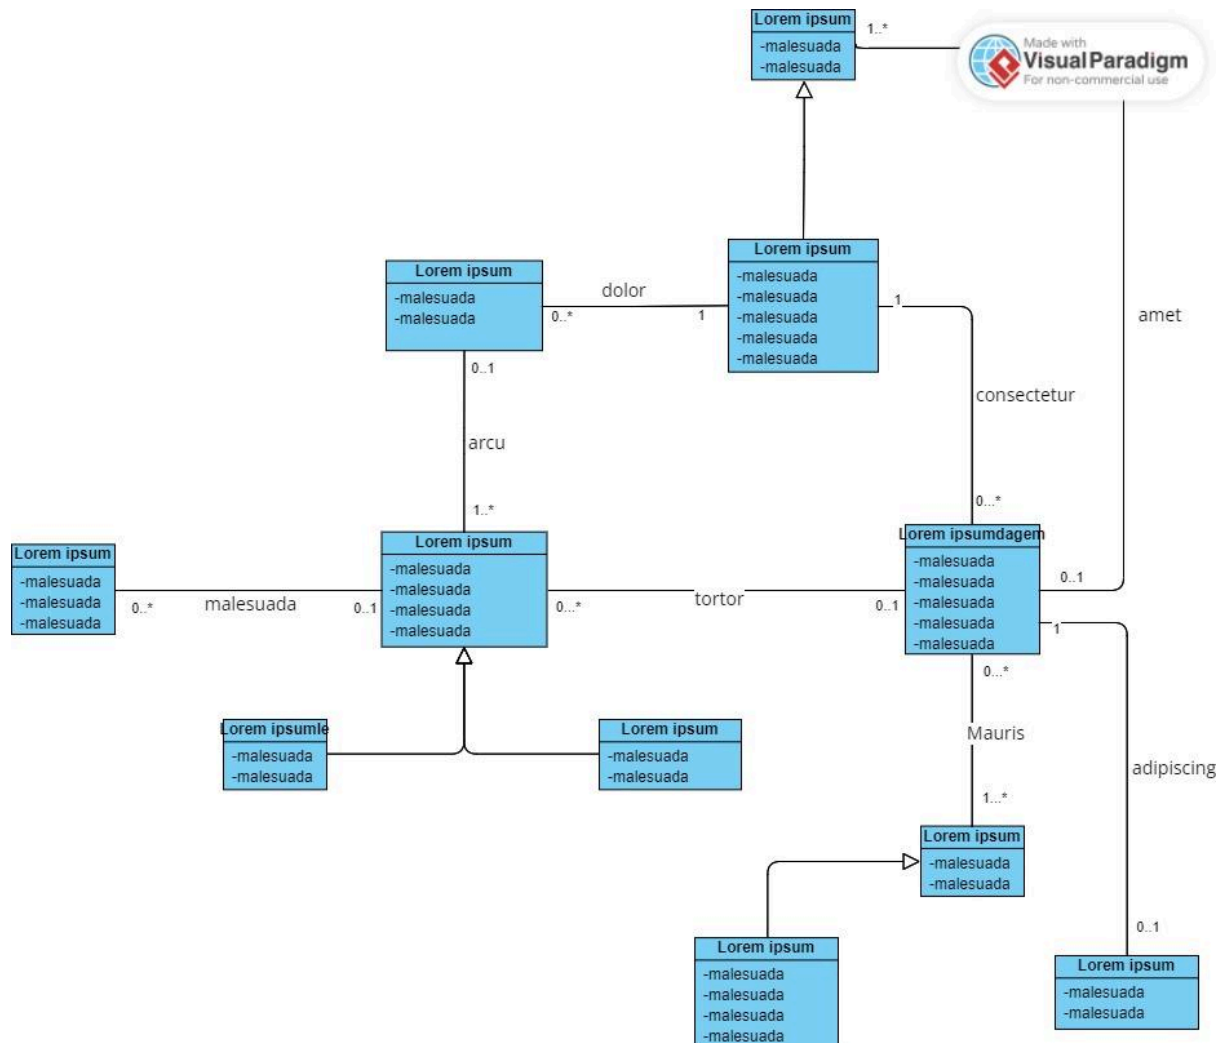 Lorem ipsum
-malesuada
-malesuada
1..*
Made with
Visual Paradigm
For non-commercial use
Lorem ipsum
-malesuada
-malesuada
-malesuada
-malesuada
-malesuada
Lorem ipsum
-malesuada
-malesuada
dolor
0..*
1
1
amet
0..1
consectetur
arcu
1..*
0...*
Lorem ipsum
-malesuada
-malesuada
-malesuada
0..*
malesuada
0..1
Lorem ipsum
-malesuada
-malesuada
-malesuada
-malesuada
0...*
tortor
0..1
Lorem ipsumdagem
-malesuada
-malesuada
-malesuada
-malesuada
-malesuada
0..1
1
0...*
Lorem ipsumle
-malesuada
-malesuada
Lorem ipsum
-malesuada
-malesuada
Mauris
adipiscing
1...*
Lorem ipsum
-malesuada
-malesuada
0..1
Lorem ipsum
-malesuada
-malesuada
-malesuada
-malesuada
Lorem ipsum
-malesuada
-malesuada